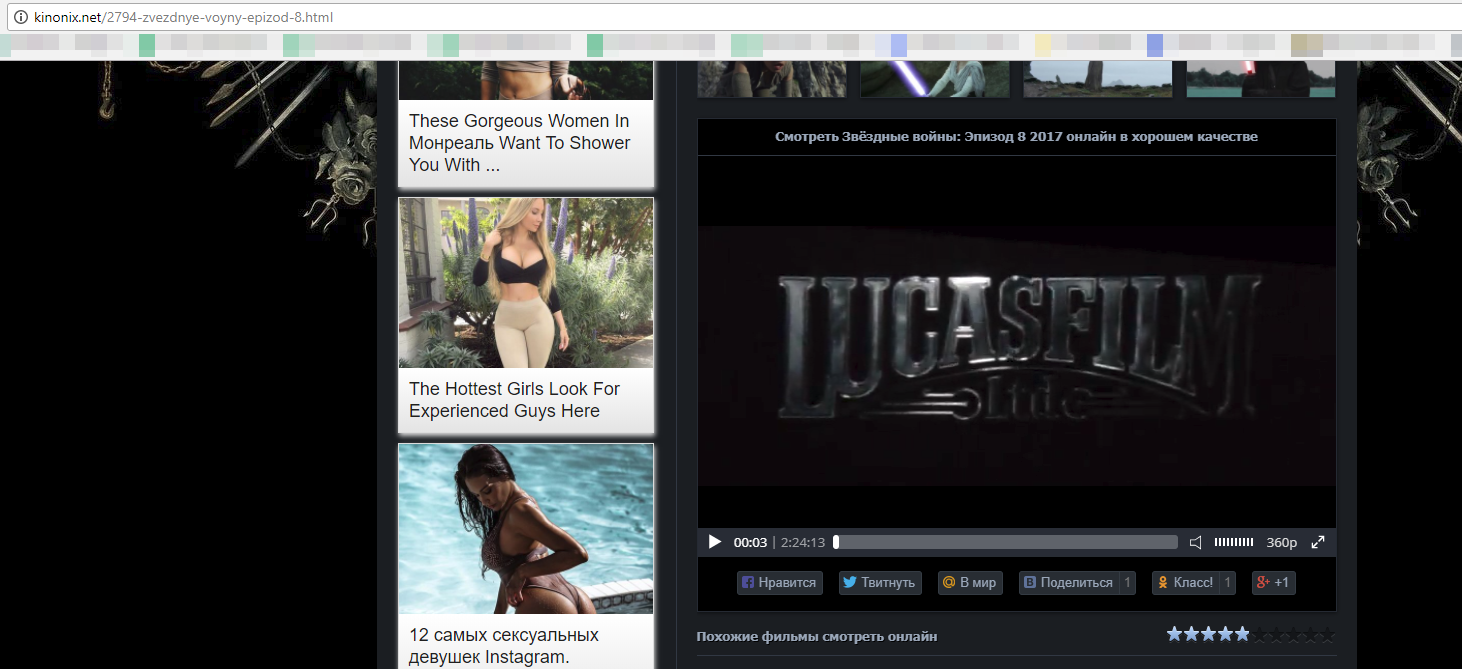 kinonix.net/2794-zvezdnye-voyny-epizod-8.html
These Gorgeous Women In
Монреаль Want To Shower
You With ...
The Hottest Girls Look For
Experienced Guys Here
12 самых сексуальных
девушек Instagram.
Смотреть Звёздные войны: Эпизод 8 2017 онлайн в хорошем качестве
LUCASFILM
Ltd
00:03 | 2:24:13 360p
Нравится Твитнуть В мир Поделиться 1 Класс! 1 +1
Похожие фильмы смотреть онлайн